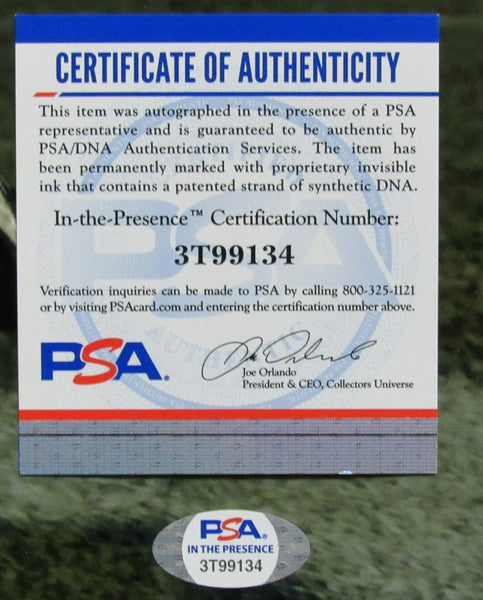 CERTIFICATE OF AUTHENTICITY
This item was autographed in the presence of a PSA
representative and is guaranteed to be authentic by
PSA/DNA Authentication Services. The item has
been permanently marked with proprietary invisible
ink that contains a patented strand of synthetic DNA.
In-the-Presence™ Certification Number:
3T99134
Verification inquiries can be made to PSA by calling 800-325-1121
or by visiting PSAcard.com and entering the certification number above.
PSA.
Joe Orlando
Joe Orlando
President & CEO, Collectors Universe
PSA.
IN THE PRESENCE
3T99134